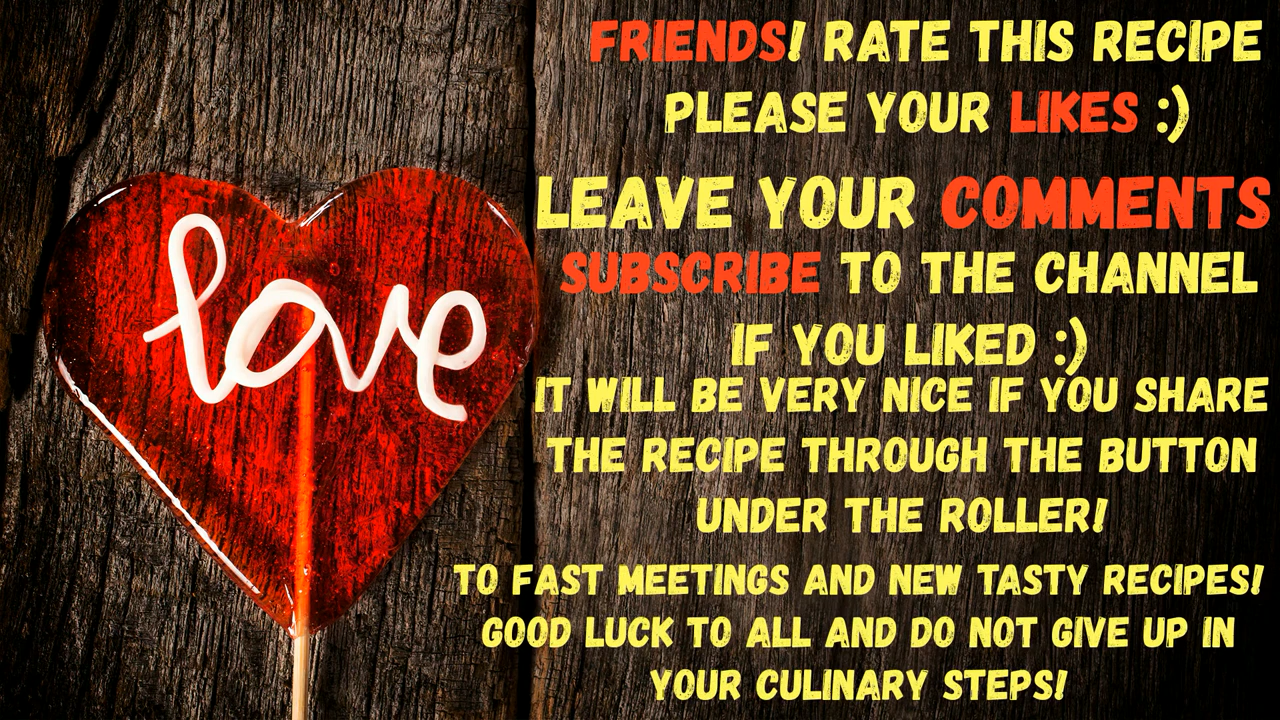 love
FRIENDS! RATE THIS RECIPE
PLEASE YOUR LIKES :)
LEAVE YOUR COMMENTS
SUBSCRIBE TO THE CHANNEL
IF YOU LIKED :)
IT WILL BE VERY NICE IF YOU SHARE
THE RECIPE THROUGH THE BUTTON
UNDER THE ROLLER!
TO FAST MEETINGS AND NEW TASTY RECIPES!
GOOD LUCK TO ALL AND DO NOT GIVE UP IN
YOUR CULINARY STEPS!